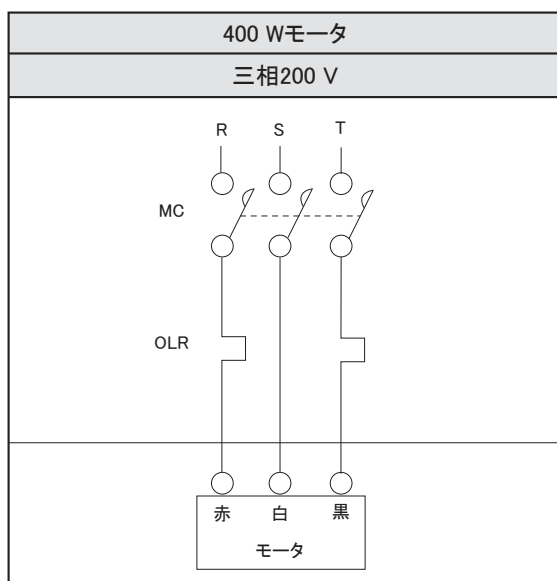 400 Wモータ
三相200 V
R S T
MC
OLR
赤 白 黒
モータ